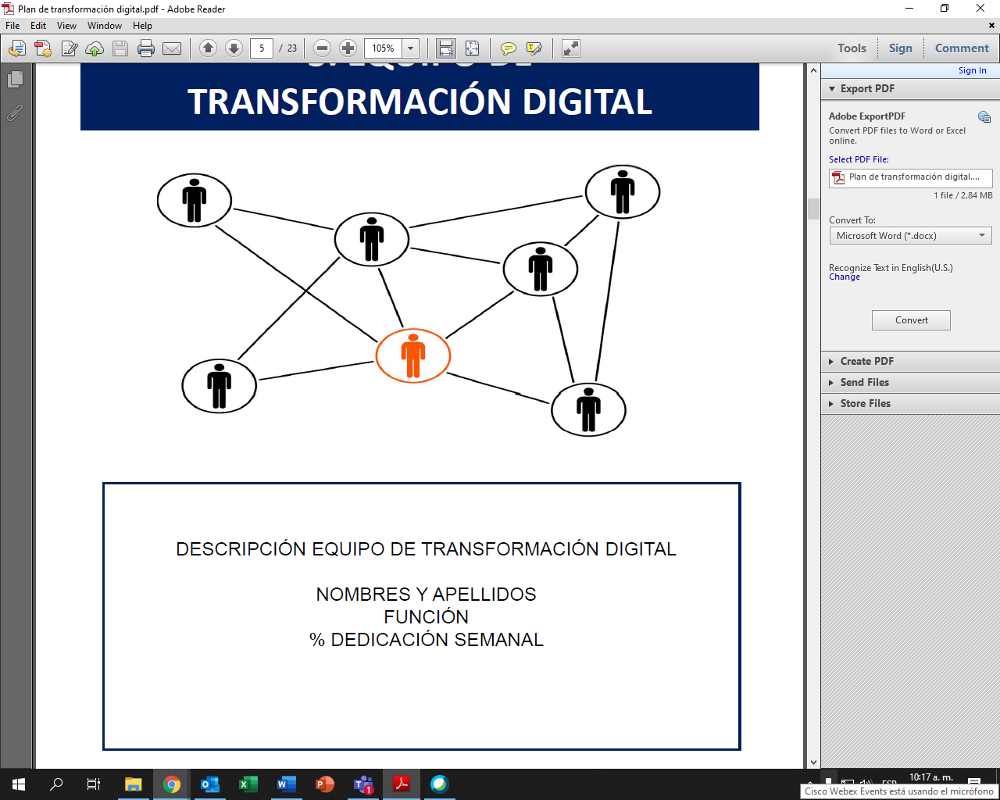 Plan de transformación digital.pdf - Adobe Reader
File Edit View Window Help
5 / 23 105%
Tools Sign Comment
Sign In
TRANSFORMACIÓN DIGITAL
DESCRIPCIÓN EQUIPO DE TRANSFORMACIÓN DIGITAL
NOMBRES Y APELLIDOS
FUNCIÓN
% DEDICACIÓN SEMANAL
Export PDF
Adobe ExportPDF
Convert PDF files to Word or Excel
online.
Select PDF File:
Plan de transformación digital....
1 file / 2.84 MB
Convert To:
Microsoft Word (*.docx)
Recognize Text in English(U.S.)
Change
Convert
Create PDF
Send Files
Store Files
1
10:17 a. m.
Cisco Webex Events está usando el micrófono